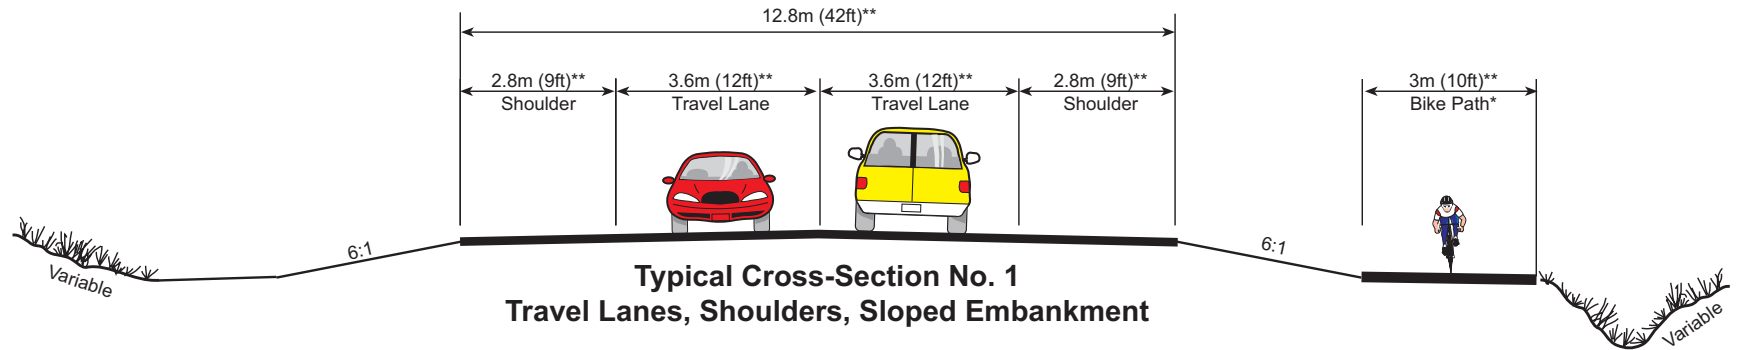 12.8m (42ft)**
2.8m (9ft)**
Shoulder
3.6m (12ft)**
Travel Lane
3.6m (12ft)**
Travel Lane
2.8m (9ft)**
Shoulder
3m (10ft)**
Bike Path*
6:1
6:1
Variable
Variable
Typical Cross-Section No. 1
Travel Lanes, Shoulders, Sloped Embankment